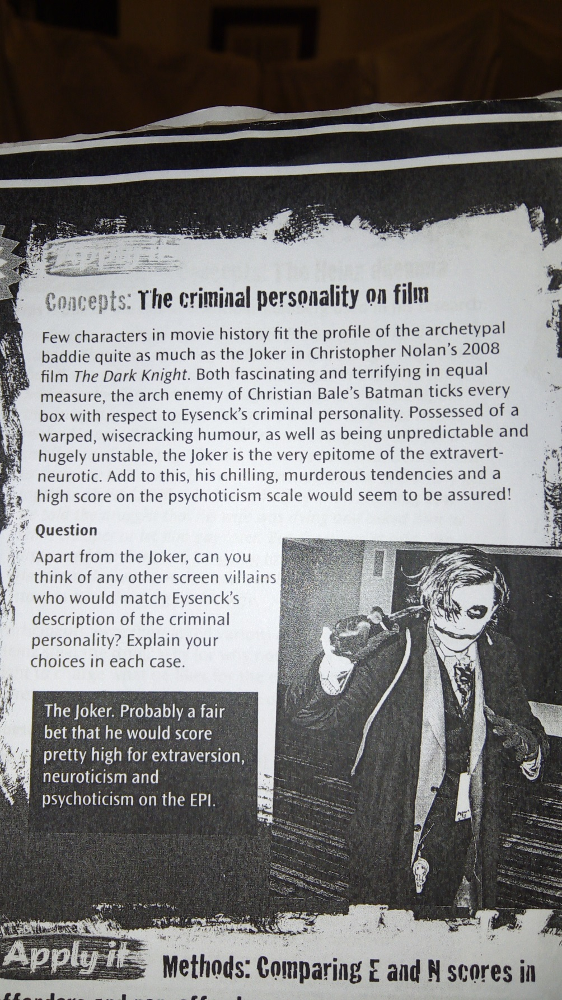 Apply it
Concepts: The criminal personality on film
Few characters in movie history fit the profile of the archetypal
baddie quite as much as the Joker in Christopher Nolan's 2008
film The Dark Knight. Both fascinating and terrifying in equal
measure, the arch enemy of Christian Bale's Batman ticks every
box with respect to Eysenck's criminal personality. Possessed of a
warped, wisecracking humour, as well as being unpredictable and
hugely unstable, the Joker is the very epitome of the extravert-
neurotic. Add to this, his chilling, murderous tendencies and a
high score on the psychoticism scale would seem to be assured!
Question
Apart from the Joker, can you
think of any other screen villains
who would match Eysenck's
description of the criminal
personality? Explain your
choices in each case.
The Joker. Probably a fair
bet that he would score
pretty high for extraversion,
neuroticism and
psychoticism on the EPI.
Apply it
Methods: Comparing E and N scores in